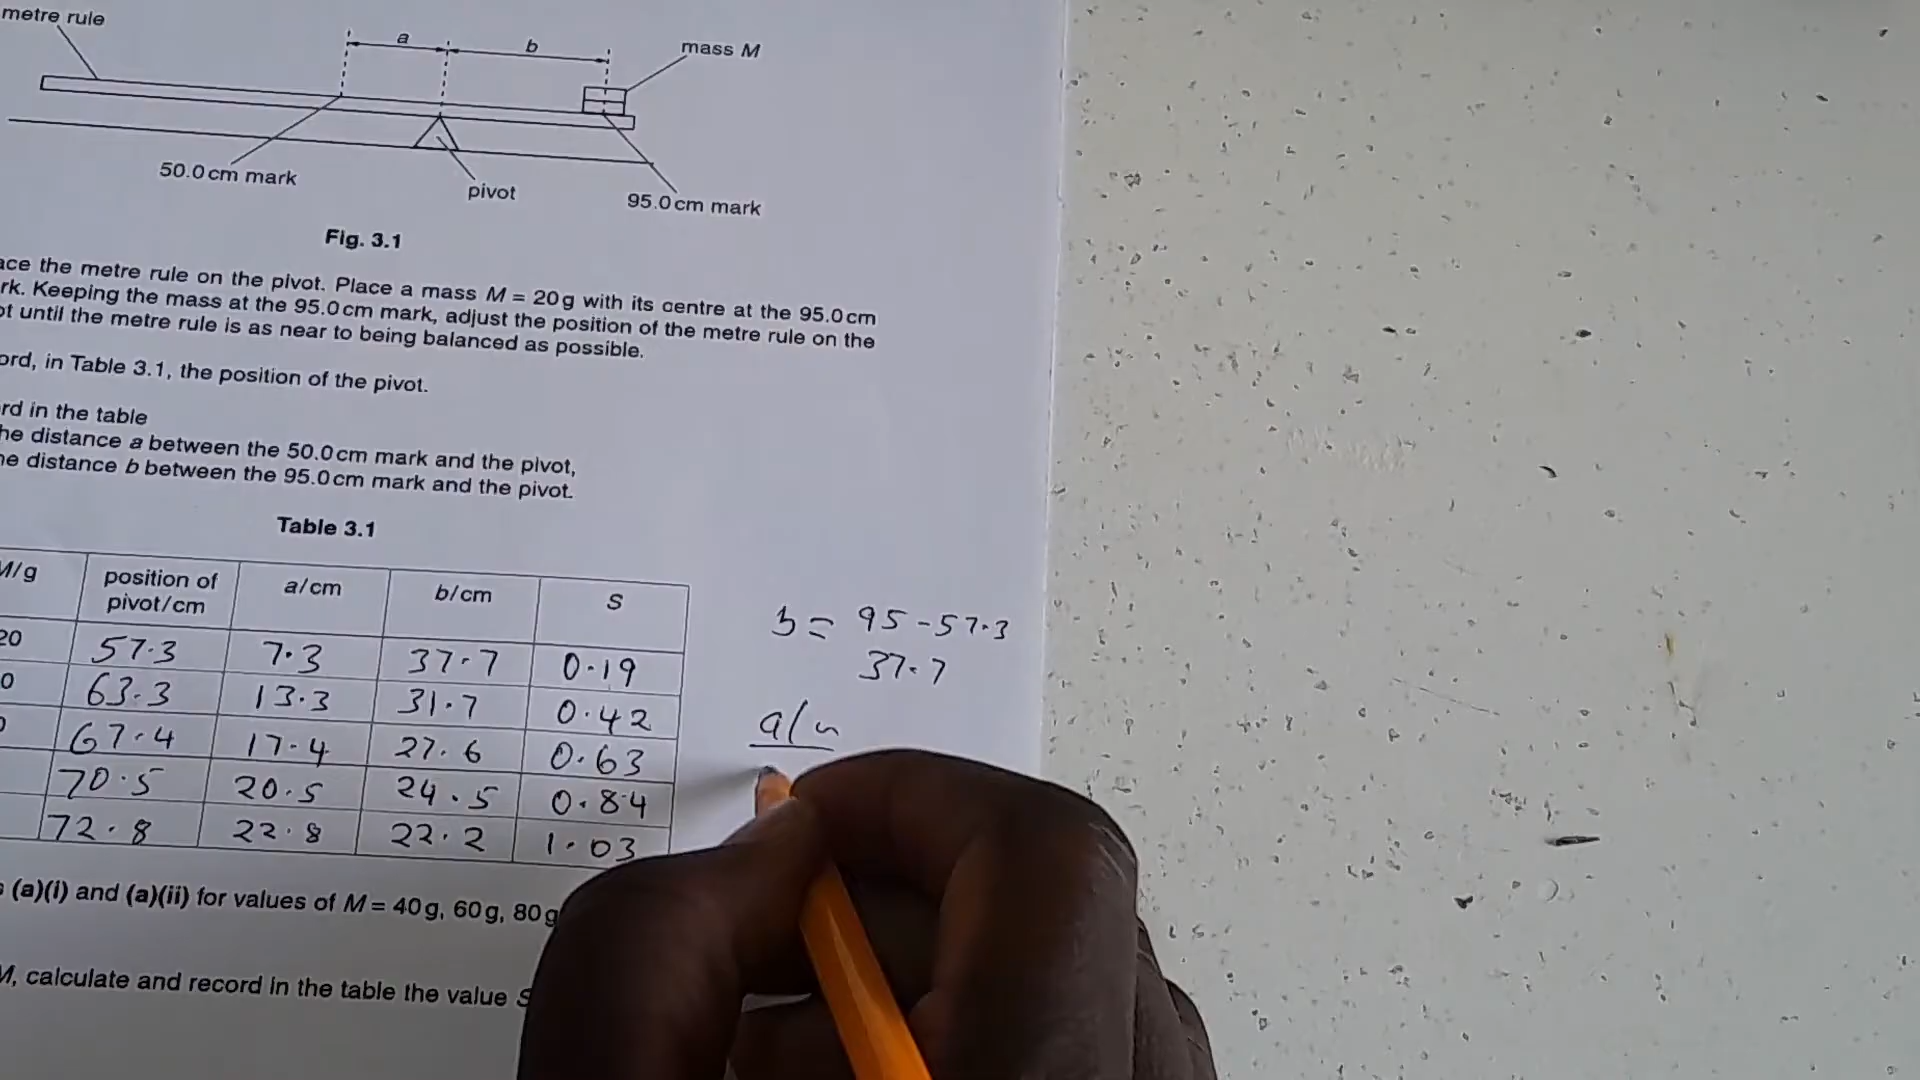 metre rule
a
b
mass M
50.0 cm mark
pivot
95.0 cm mark
Fig. 3.1
ace the metre rule on the pivot. Place a mass M = 20 g with its centre at the 95.0 cm
rk. Keeping the mass at the 95.0 cm mark, adjust the position of the metre rule on the
ot until the metre rule is as near to being balanced as possible.
ord, in Table 3.1, the position of the pivot.
rd in the table
he distance a between the 50.0 cm mark and the pivot,
he distance b between the 95.0 cm mark and the pivot.
Table 3.1
M/g position of pivot/cm a/cm b/cm S
20 57.3 7.3 37.7 0.19
0 63.3 13.3 31.7 0.42
0 67.4 17.4 27.6 0.63
70.5 20.5 24.5 0.84
72.8 22.8 22.2 1.03
b = 95 - 57.3
37.7
s (a)(i) and (a)(ii) for values of M = 40 g, 60 g, 80 g
M, calculate and record in the table the value S